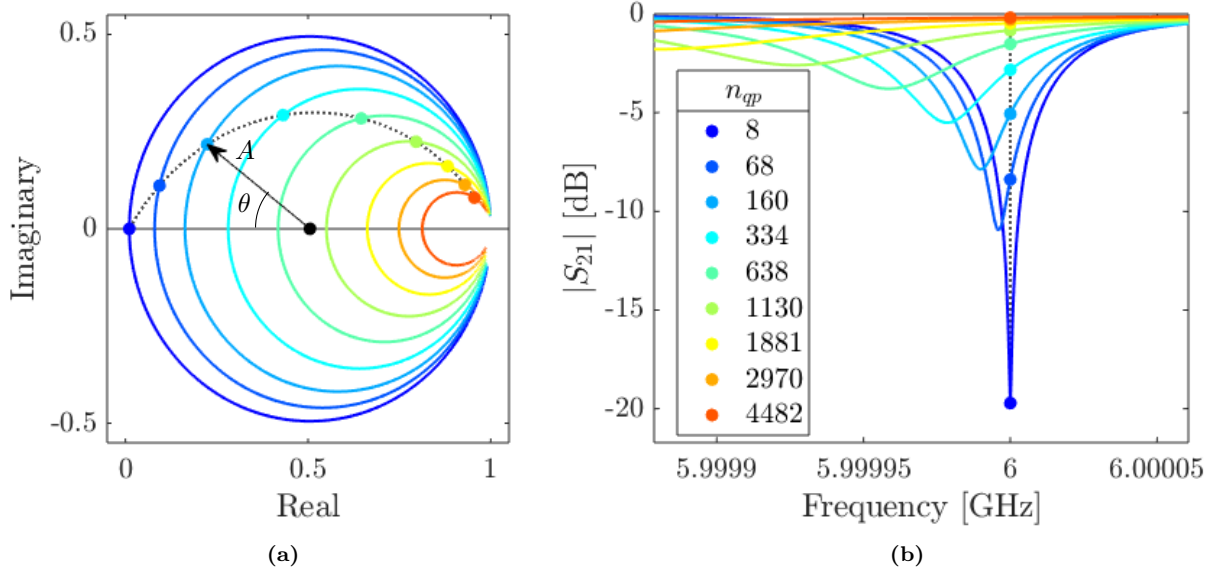 0.5
0
-0.5
Imaginary
A
θ
0
0.5
1
Real
(a)
0
-5
-10
-15
-20
|S₂₁| [dB]
n_qp
8
68
160
334
638
1130
1881
2970
4482
5.9999
5.99995
6
6.00005
Frequency [GHz]
(b)